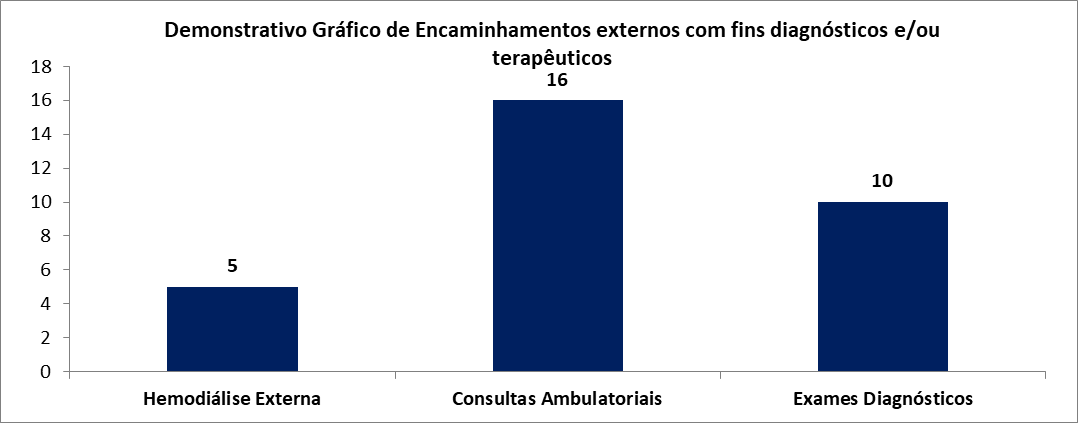 Demonstrativo Gráfico de Encaminhamentos externos com fins diagnósticos e/ou
terapêuticos
18
16
14
12
10
8
6
4
2
0
5
16
10
Hemodiálise Externa
Consultas Ambulatoriais
Exames Diagnósticos